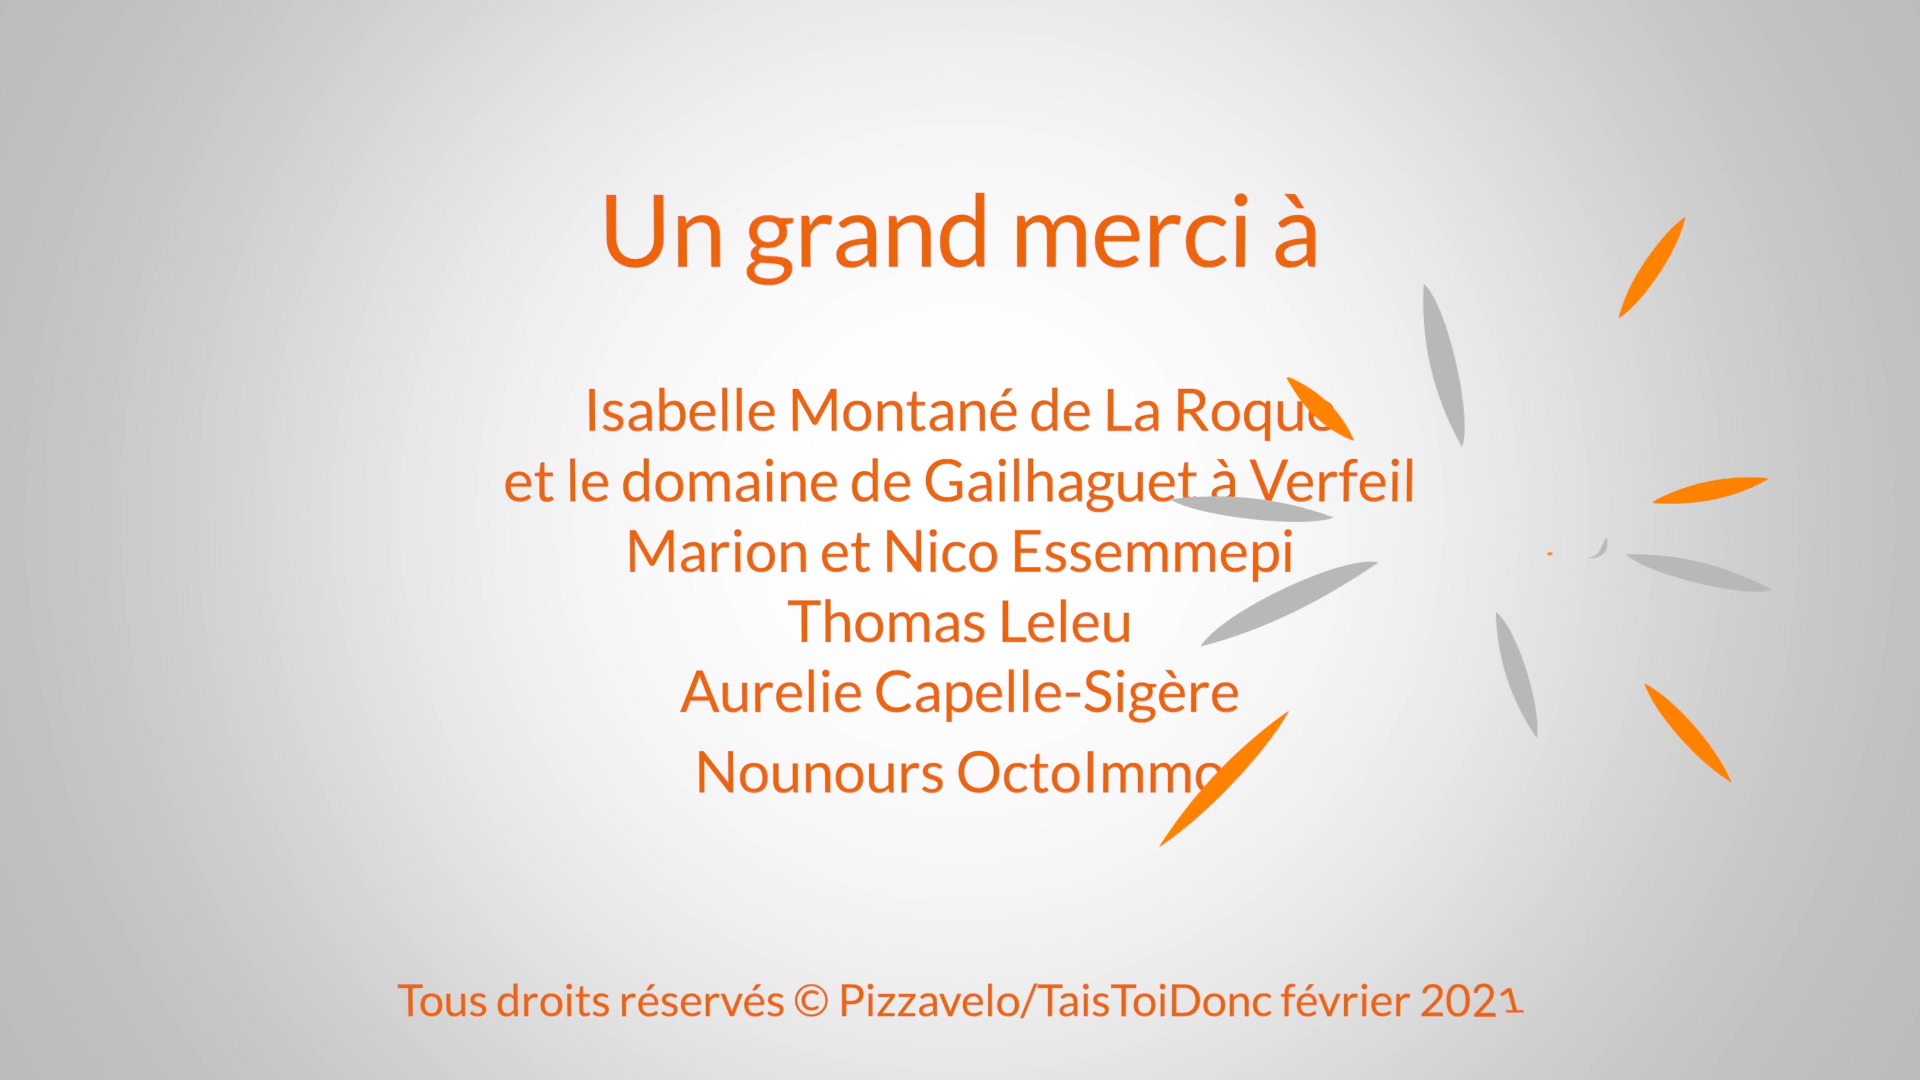 Un grand merci à
Isabelle Montané de La Roque
et le domaine de Gailhaguet à Verfeil
Marion et Nico Essemmepi
Thomas Leleu
Aurelie Capelle-Sigère
Nounours OctoImmo
Tous droits réservés © Pizzavelo/TaisToiDonc février 2021